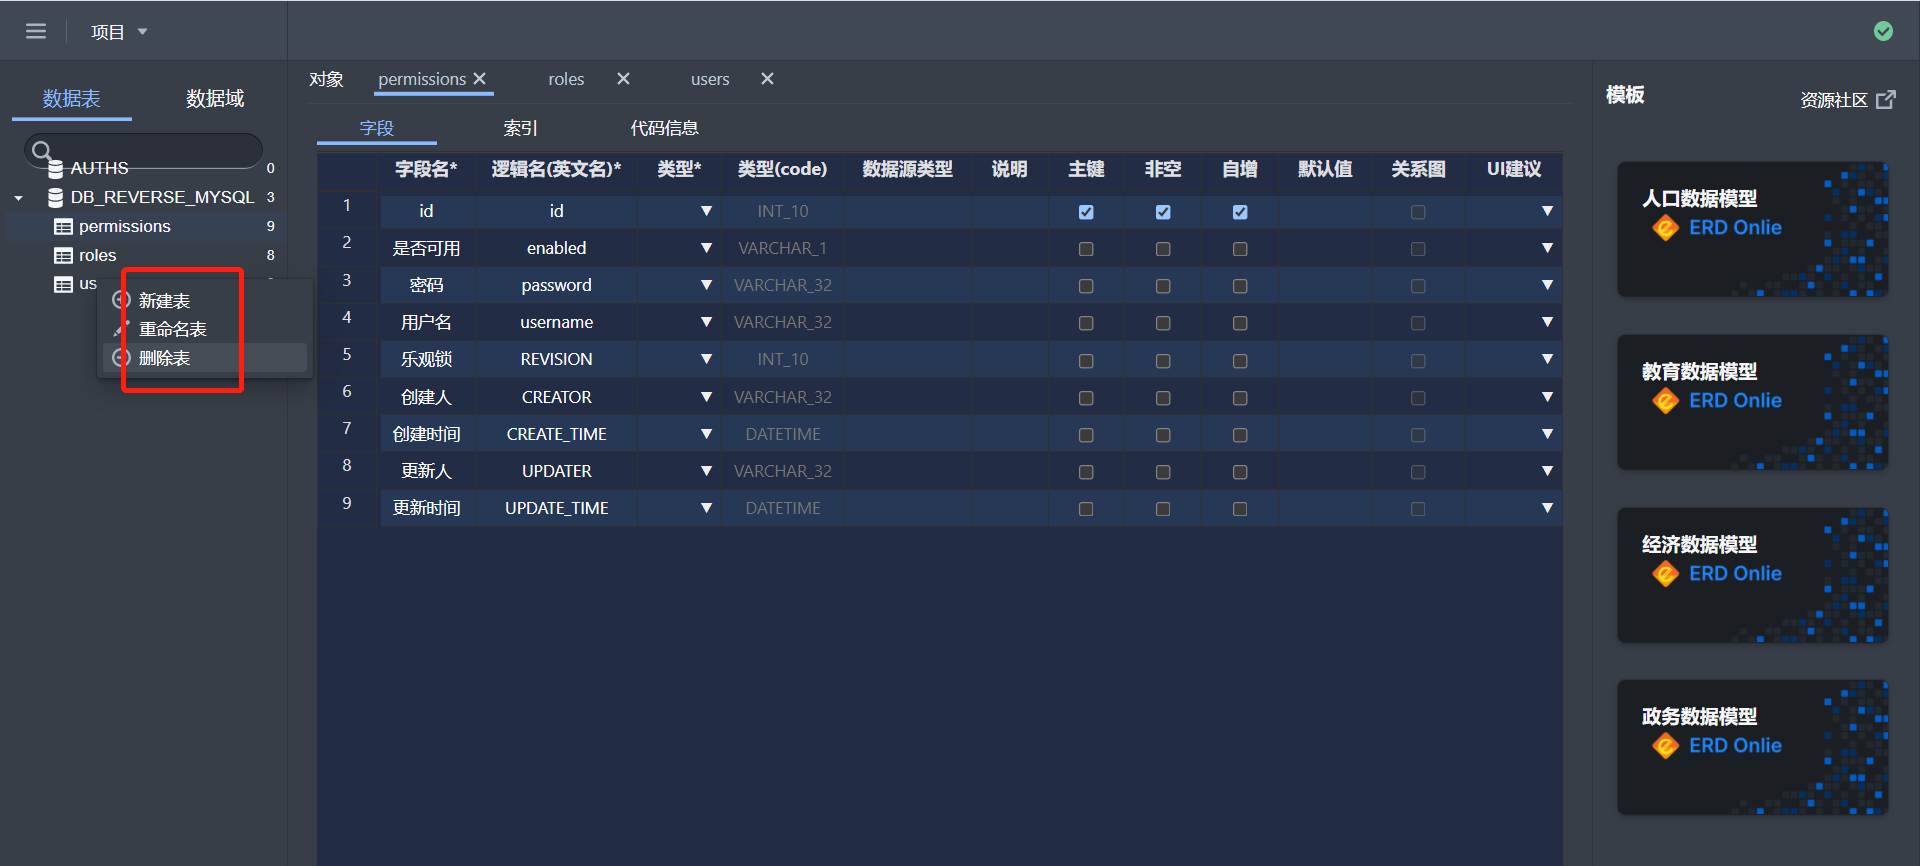 项目
数据表 数据域
AUTHS 0
DB_REVERSE_MYSQL 3
permissions 9
roles 8
us
新建表
重命名表
删除表
对象 permissions roles users
字段 索引 代码信息
字段名* 逻辑名(英文名)* 类型* 类型(code) 数据源类型 说明 主键 非空 自增 默认值 关系图 UI建议
1 id id INT_10
2 是否可用 enabled VARCHAR_1
3 密码 password VARCHAR_32
4 用户名 username VARCHAR_32
5 乐观锁 REVISION INT_10
6 创建人 CREATOR VARCHAR_32
7 创建时间 CREATE_TIME DATETIME
8 更新人 UPDATER VARCHAR_32
9 更新时间 UPDATE_TIME DATETIME
模板 资源社区
人口数据模型
ERD Onlie
教育数据模型
ERD Onlie
经济数据模型
ERD Onlie
政务数据模型
ERD Onlie